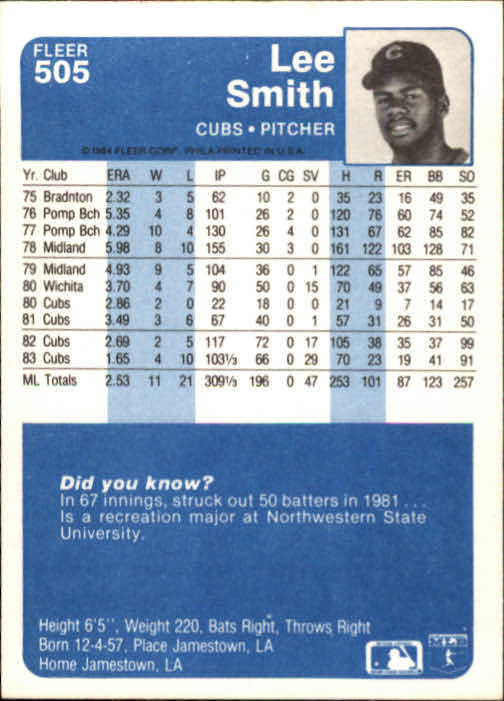 FLEER
505
Lee
Smith
CUBS • PITCHER
© 1984 FLEER CORP. PHILA PRINTED IN U.S.A.
Yr. Club ERA W L IP G CG SV H R ER BB SO
75 Bradnton 2.32 3 5 62 10 2 0 35 23 16 49 35
76 Pomp Bch 5.35 4 8 101 26 2 0 120 76 60 74 52
77 Pomp Bch 4.29 10 4 130 26 4 0 131 67 62 85 82
78 Midland 5.98 8 10 155 30 3 0 161 122 103 128 71
79 Midland 4.93 9 5 104 36 0 1 122 65 57 85 46
80 Wichita 3.70 4 7 90 50 0 15 70 49 37 56 63
80 Cubs 2.86 2 0 22 18 0 0 21 9 7 14 17
81 Cubs 3.49 3 6 67 40 0 1 57 31 26 31 50
82 Cubs 2.69 2 5 117 72 0 17 105 38 35 37 99
83 Cubs 1.65 4 10 103⅓ 66 0 29 70 23 19 41 91
ML Totals 2.53 11 21 309⅓ 196 0 47 253 101 87 123 257
Did you know?
In 67 innings, struck out 50 batters in 1981 . . .
Is a recreation major at Northwestern State
University.
Height 6'5'', Weight 220, Bats Right, Throws Right
Born 12-4-57, Place Jamestown, LA
Home Jamestown, LA